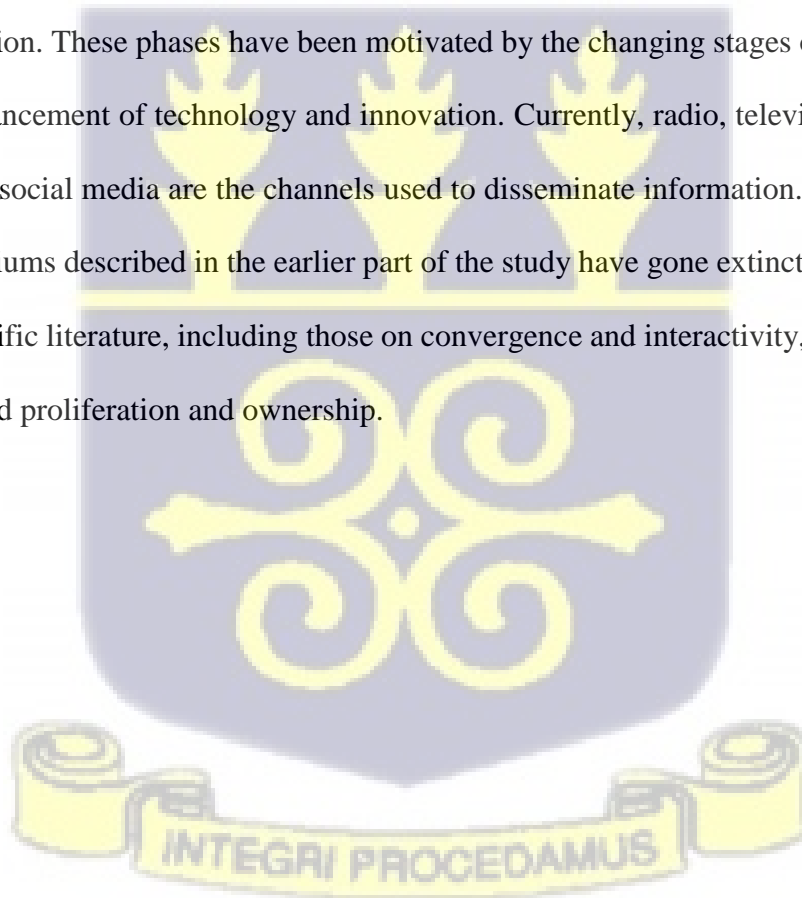 ion. These phases have been motivated by the changing stages
ancement of technology and innovation. Currently, radio, televi
social media are the channels used to disseminate information.
iums described in the earlier part of the study have gone extinct
ific literature, including those on convergence and interactivity,
d proliferation and ownership.
INTEGRI PROCEDAMUS